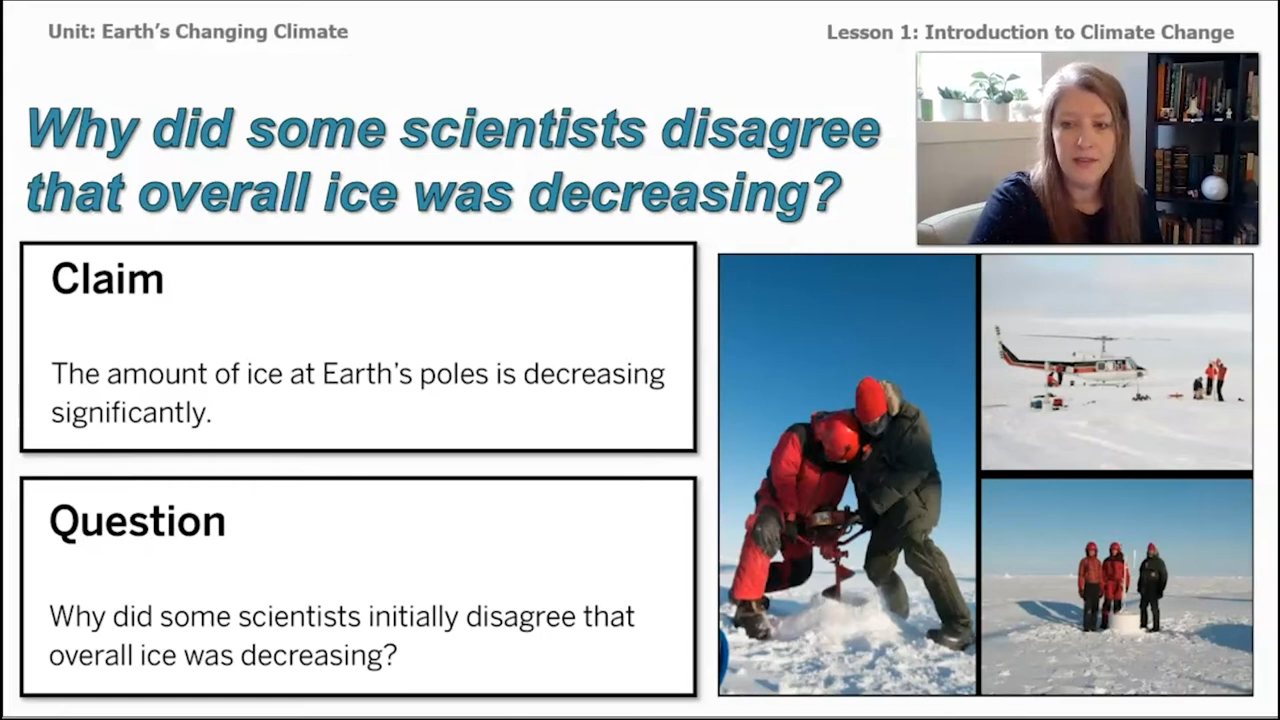 Unit: Earth's Changing Climate
Lesson 1: Introduction to Climate Change
Why did some scientists disagree
that overall ice was decreasing?
Claim
The amount of ice at Earth's poles is decreasing
significantly.
Question
Why did some scientists initially disagree that
overall ice was decreasing?